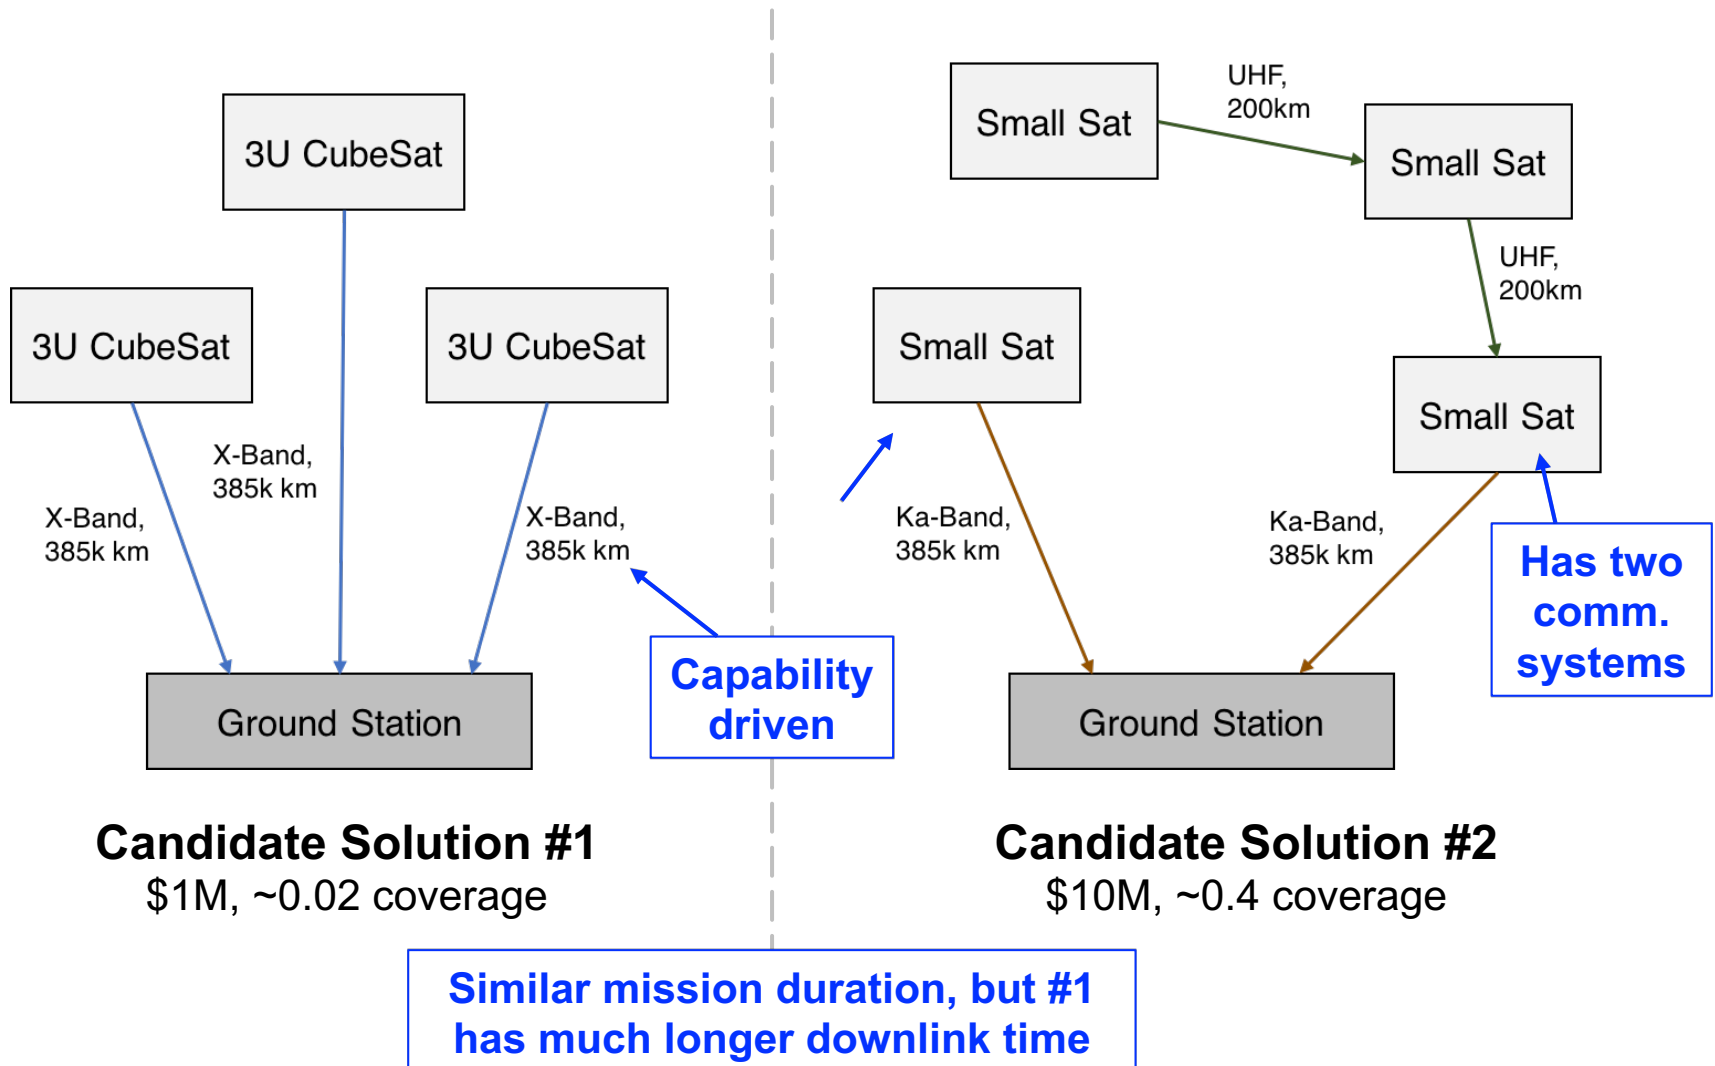 3U CubeSat
3U CubeSat
3U CubeSat
X-Band,
385k km
X-Band,
385k km
X-Band,
385k km
Ground Station
Capability
driven
Candidate Solution #1
$1M, ~0.02 coverage
Small Sat
UHF,
200km
Small Sat
UHF,
200km
Small Sat
Small Sat
Ka-Band,
385k km
Ka-Band,
385k km
Has two
comm.
systems
Ground Station
Candidate Solution #2
$10M, ~0.4 coverage
Similar mission duration, but #1
has much longer downlink time